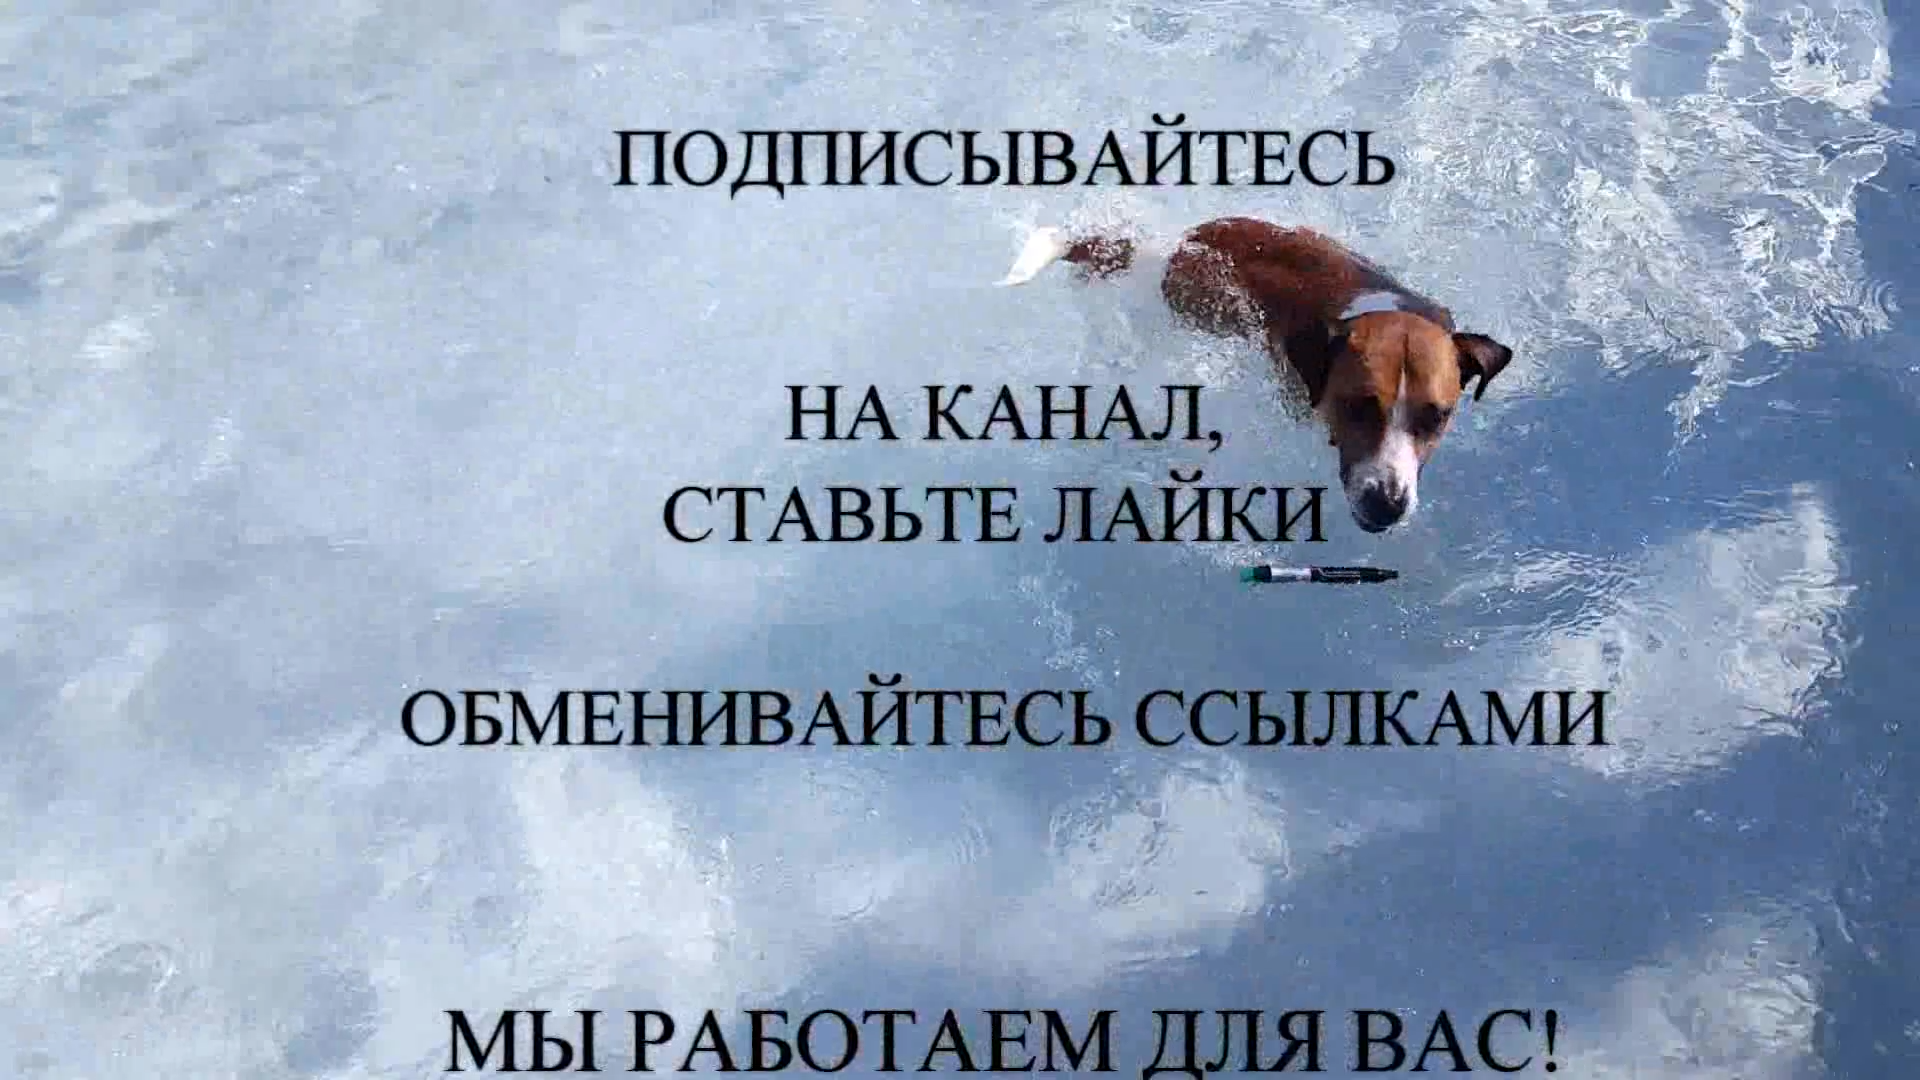 ПОДПИСЫВАЙТЕСЬ
НА КАНАЛ,
СТАВЬТЕ ЛАЙКИ
ОБМЕНИВАЙТЕСЬ ССЫЛКАМИ
МЫ РАБОТАЕМ ДЛЯ ВАС!